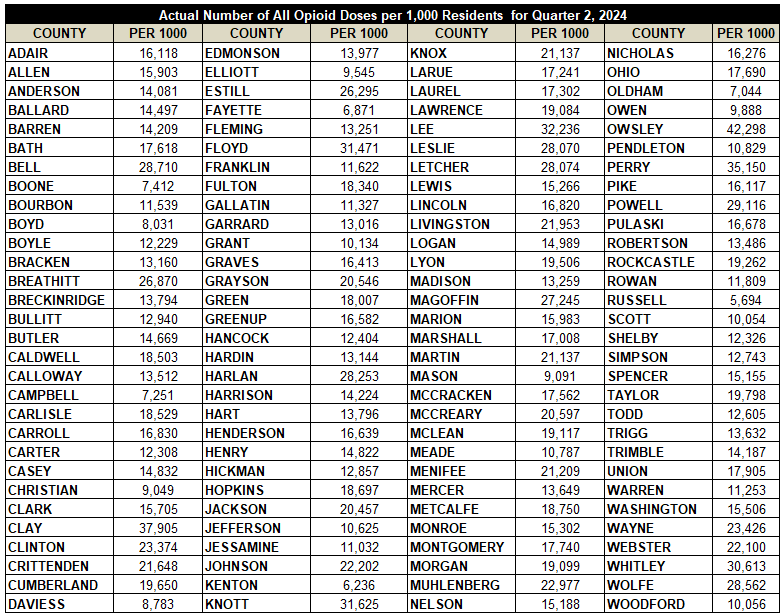 Actual Number of All Opioid Doses per 1,000 Residents for Quarter 2, 2024
COUNTY PER 1000 COUNTY PER 1000 COUNTY PER 1000 COUNTY PER 1000
ADAIR 16,118 EDMONSON 13,977 KNOX 21,137 NICHOLAS 16,276
ALLEN 15,903 ELLIOTT 9,545 LARUE 17,241 OHIO 17,690
ANDERSON 14,081 ESTILL 26,295 LAUREL 17,302 OLDHAM 7,044
BALLARD 14,497 FAYETTE 6,871 LAWRENCE 19,084 OWEN 9,888
BARREN 14,209 FLEMING 13,251 LEE 32,236 OWSLEY 42,298
BATH 17,618 FLOYD 31,471 LESLIE 28,070 PENDLETON 10,829
BELL 28,710 FRANKLIN 11,622 LETCHER 28,074 PERRY 35,150
BOONE 7,412 FULTON 18,340 LEWIS 15,266 PIKE 16,117
BOURBON 11,539 GALLATIN 11,327 LINCOLN 16,820 POWELL 29,116
BOYD 8,031 GARRARD 13,016 LIVINGSTON 21,953 PULASKI 16,678
BOYLE 12,229 GRANT 10,134 LOGAN 14,989 ROBERTSON 13,486
BRACKEN 13,160 GRAVES 16,413 LYON 19,506 ROCKCASTLE 19,262
BREATHITT 26,870 GRAYSON 20,546 MADISON 13,259 ROWAN 11,809
BRECKINRIDGE 13,794 GREEN 18,007 MAGOFFIN 27,245 RUSSELL 5,694
BULLITT 12,940 GREENUP 16,582 MARION 15,983 SCOTT 10,054
BUTLER 14,669 HANCOCK 12,404 MARSHALL 17,008 SHELBY 12,326
CALDWELL 18,503 HARDIN 13,144 MARTIN 21,137 SIMPSON 12,743
CALLOWAY 13,512 HARLAN 28,253 MASON 9,091 SPENCER 15,155
CAMPBELL 7,251 HARRISON 14,224 MCCRACKEN 17,562 TAYLOR 19,798
CARLISLE 18,529 HART 13,796 MCCREARY 20,597 TODD 12,605
CARROLL 16,830 HENDERSON 16,639 MCLEAN 19,117 TRIGG 13,632
CARTER 12,308 HENRY 14,822 MEADE 10,787 TRIMBLE 14,187
CASEY 14,832 HICKMAN 12,857 MENIFEE 21,209 UNION 17,905
CHRISTIAN 9,049 HOPKINS 18,697 MERCER 13,649 WARREN 11,253
CLARK 15,705 JACKSON 20,457 METCALFE 18,750 WASHINGTON 15,506
CLAY 37,905 JEFFERSON 10,625 MONROE 15,302 WAYNE 23,426
CLINTON 23,374 JESSAMINE 11,032 MONTGOMERY 17,740 WEBSTER 22,100
CRITTENDEN 21,648 JOHNSON 22,202 MORGAN 19,099 WHITLEY 30,613
CUMBERLAND 19,650 KENTON 6,236 MUHLENBERG 22,977 WOLFE 28,562
DAVIESS 8,783 KNOTT 31,625 NELSON 15,188 WOODFORD 10,056